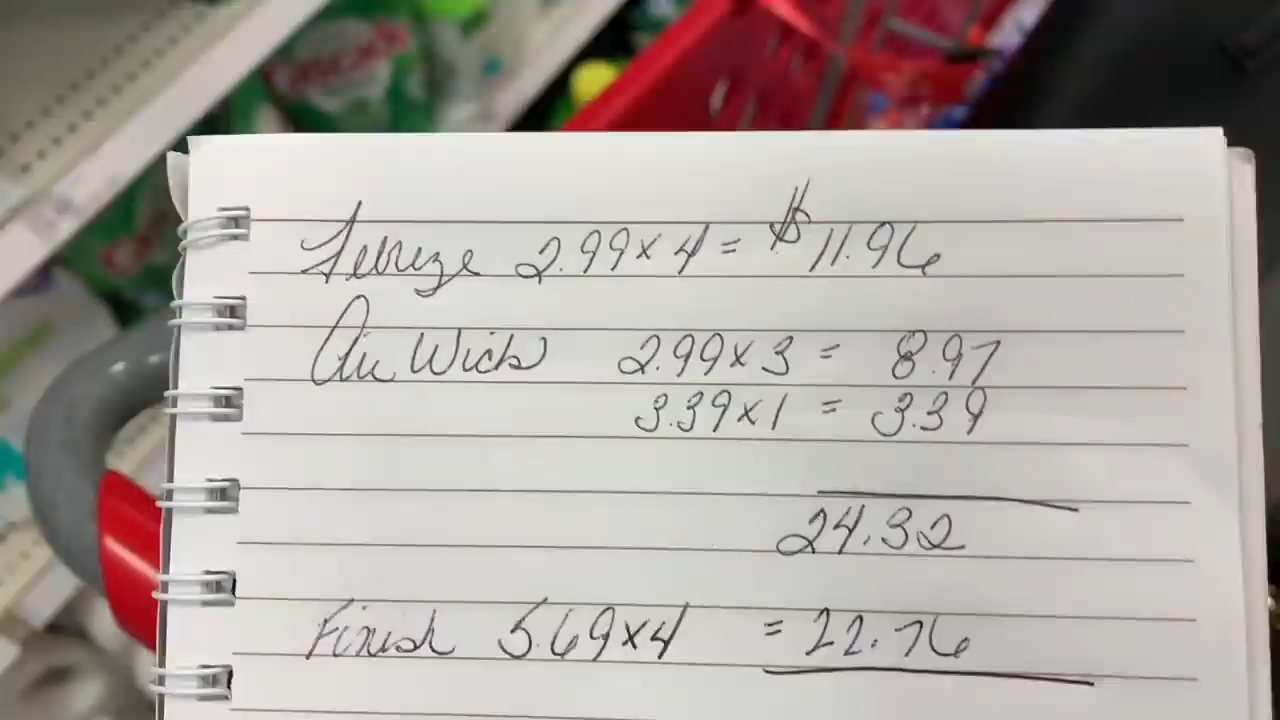 Febreze 2.99 x 4 = $11.96
Air Wick 2.99 x 3 = 8.97
3.39 x 1 = 3.39
24.32
Finish 5.69 x 4 = 22.76